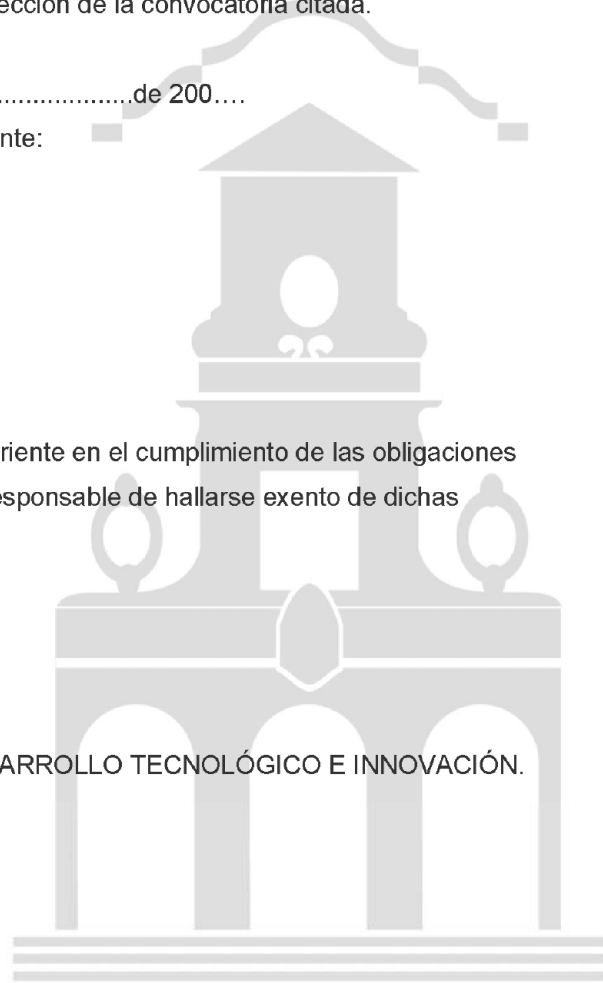 ección de la convocatoria citada.
..................de 200….
nte:
riente en el cumplimiento de las obligaciones
esponsable de hallarse exento de dichas
ARROLLO TECNOLÓGICO E INNOVACIÓN.